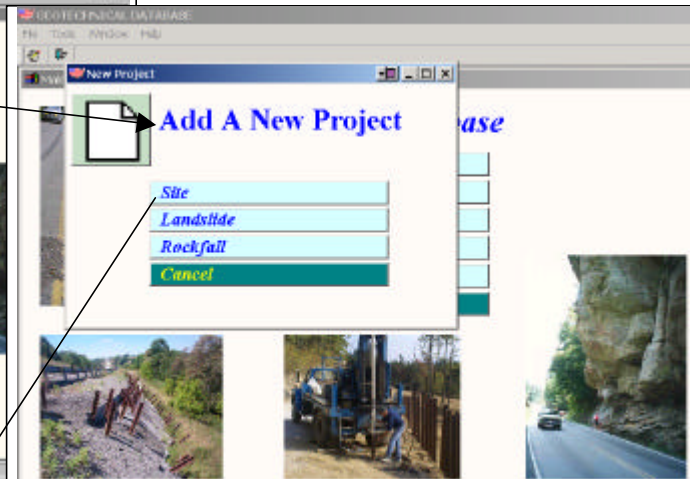 GEOTECHNICAL DATABASE
File Tools Window Help
New Project
Add A New Project
ase
Site
Landslide
Rockfall
Cancel